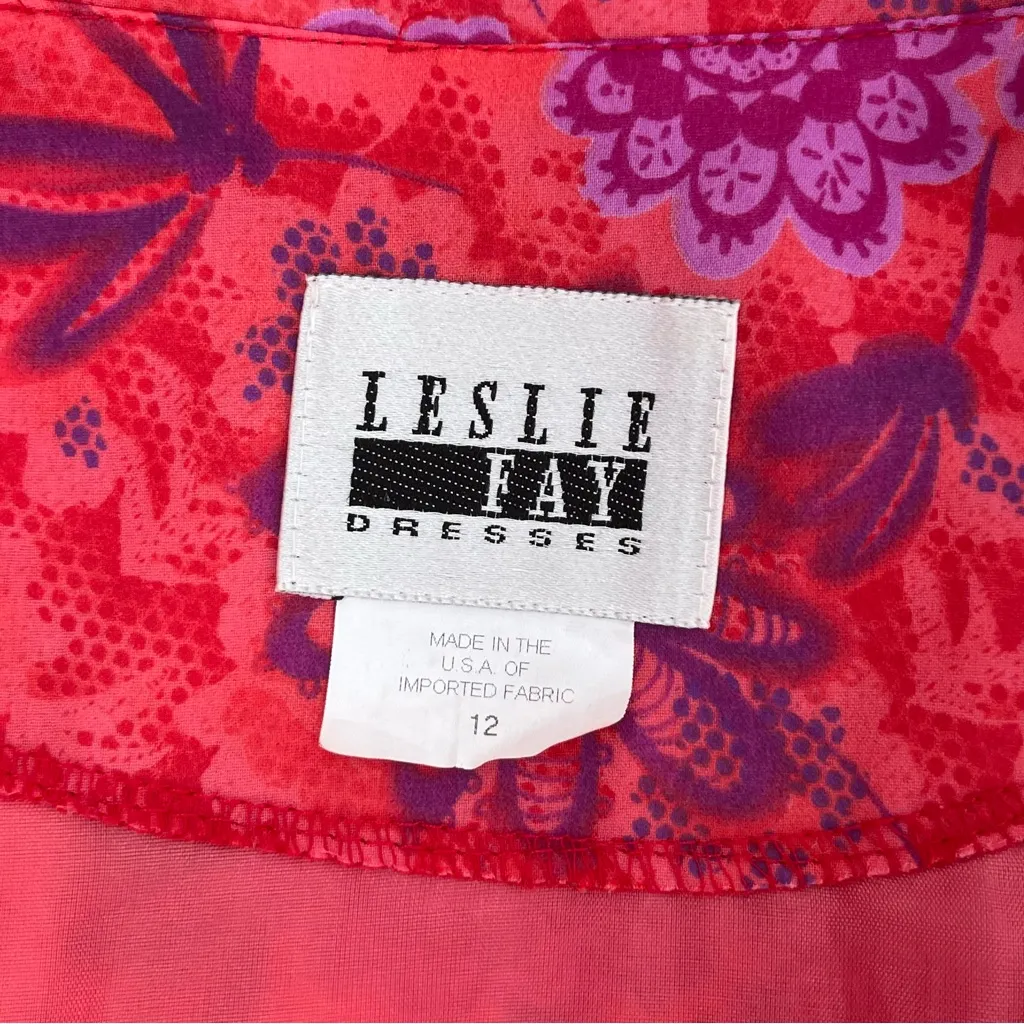 LESLIE
FAY
DRESSES
MADE IN THE
U.S.A. OF
IMPORTED FABRIC
12